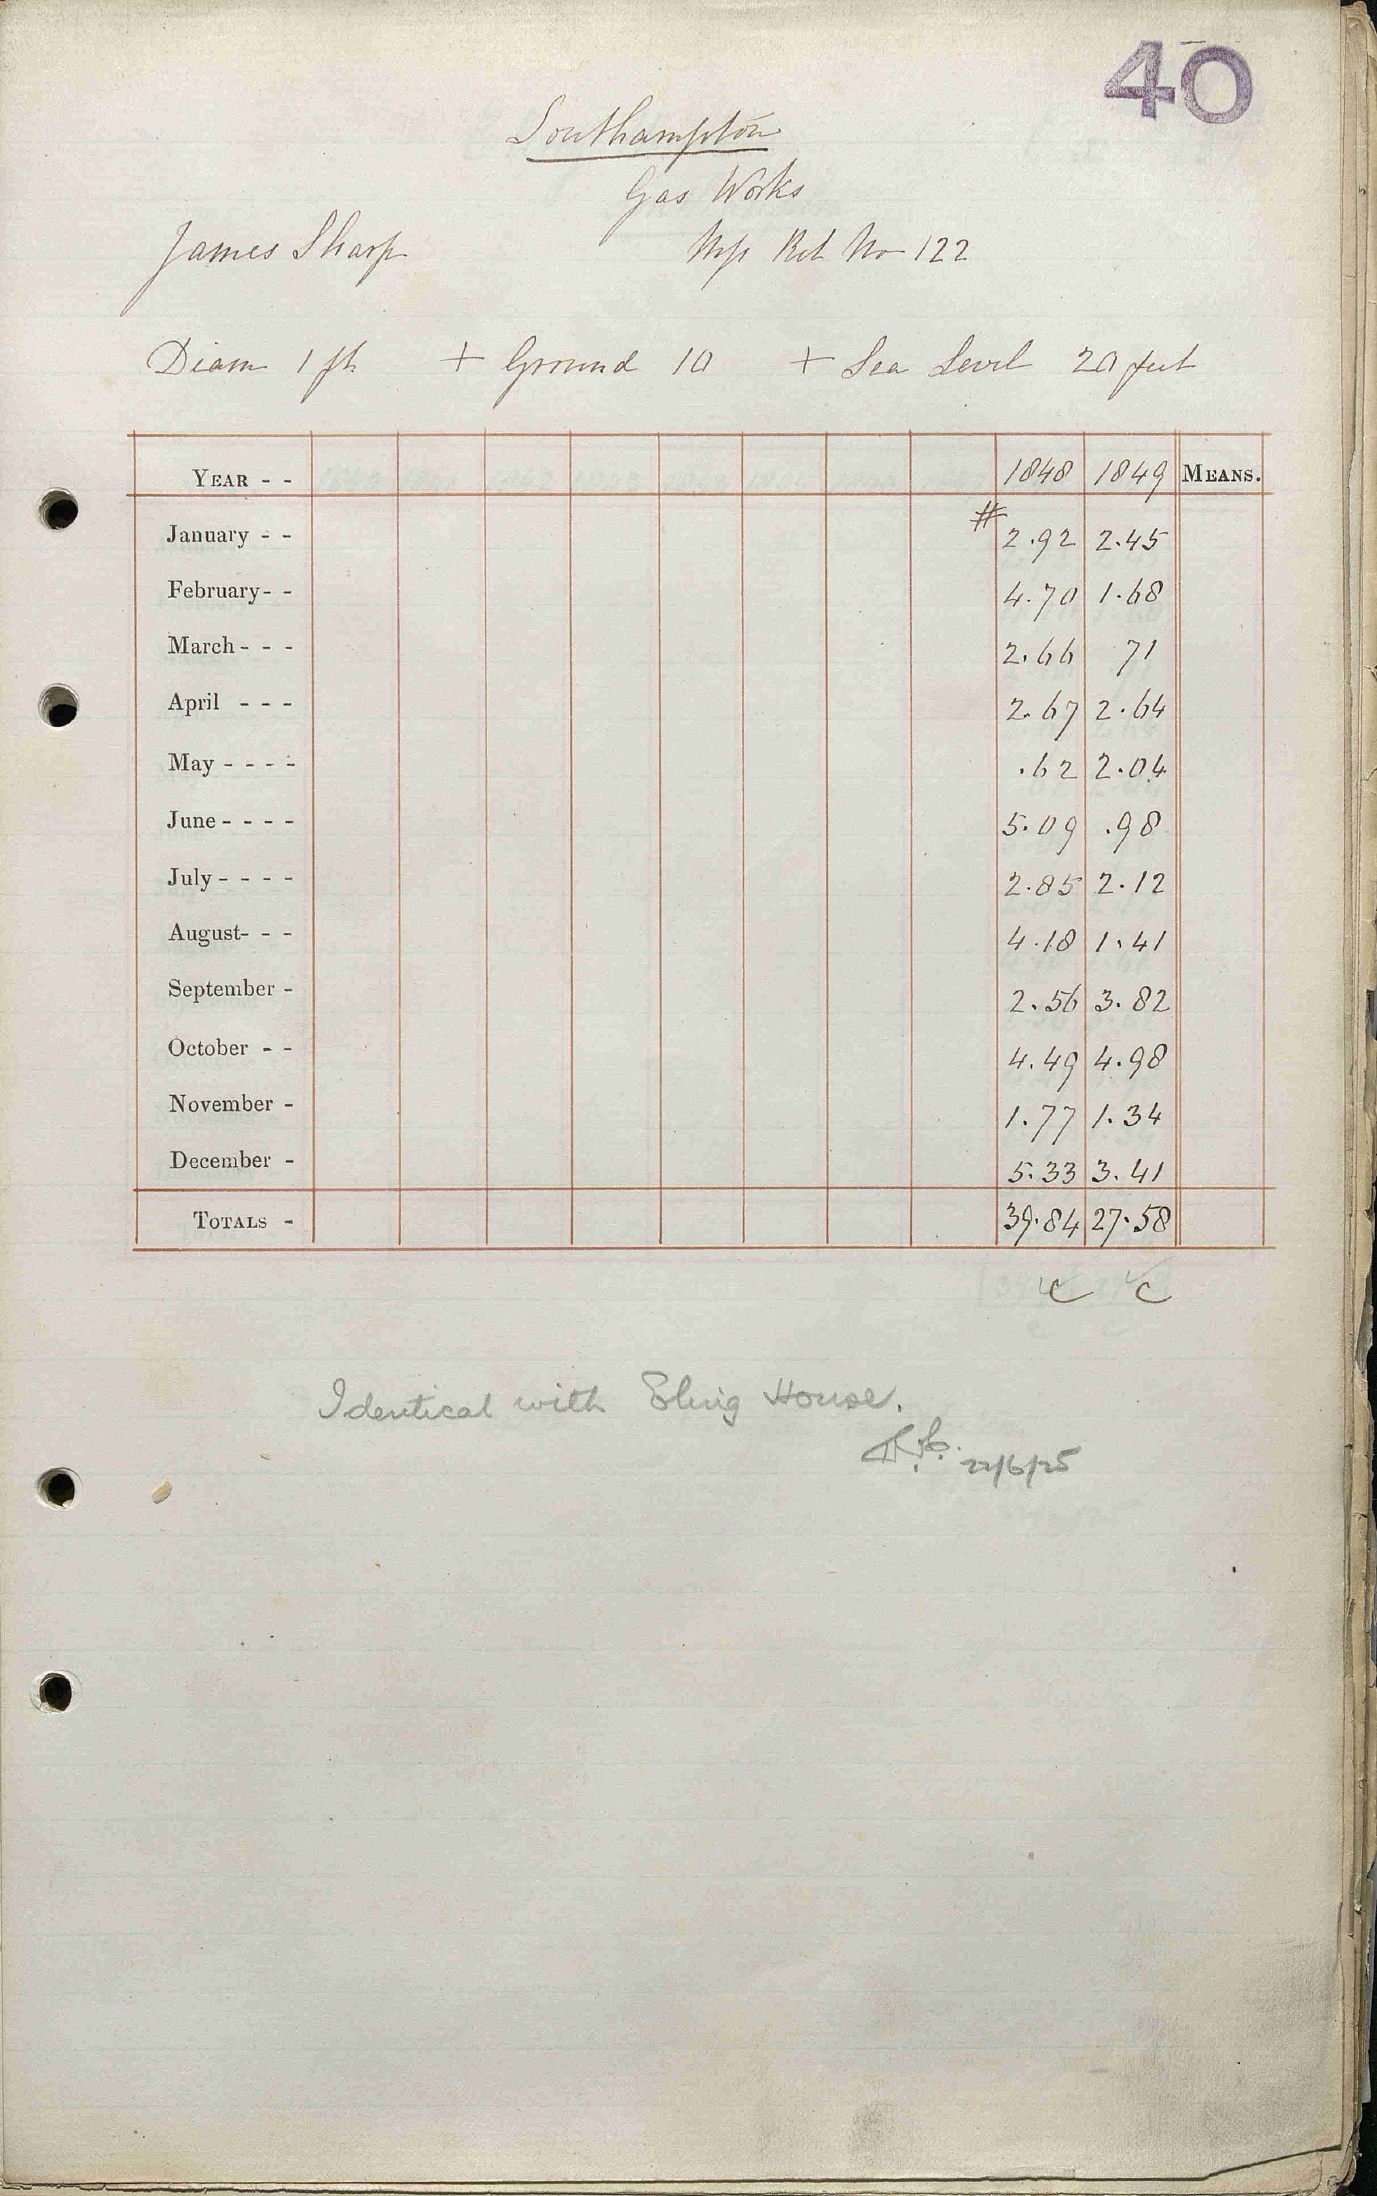 40
Southampton
Gas Works
James Sharp Mss Ret No 122
Diam 1 ft + Ground 10 + Sea Level 20 feet
YEAR - - 1848 1849 MEANS.
January - - # 2.92 2.45
February - - 4.70 1.68
March - - - 2.66 71
April - - - 2.67 2.64
May - - - - .62 2.04
June - - - - 5.09 .98
July - - - - 2.85 2.12
August - - - 4.18 1.41
September - 2.56 3.82
October - - 4.49 4.98
November - 1.77 1.34
December - 5.33 3.41
TOTALS - 39.84 27.58
c c
Identical with Eling House.
22/6/25